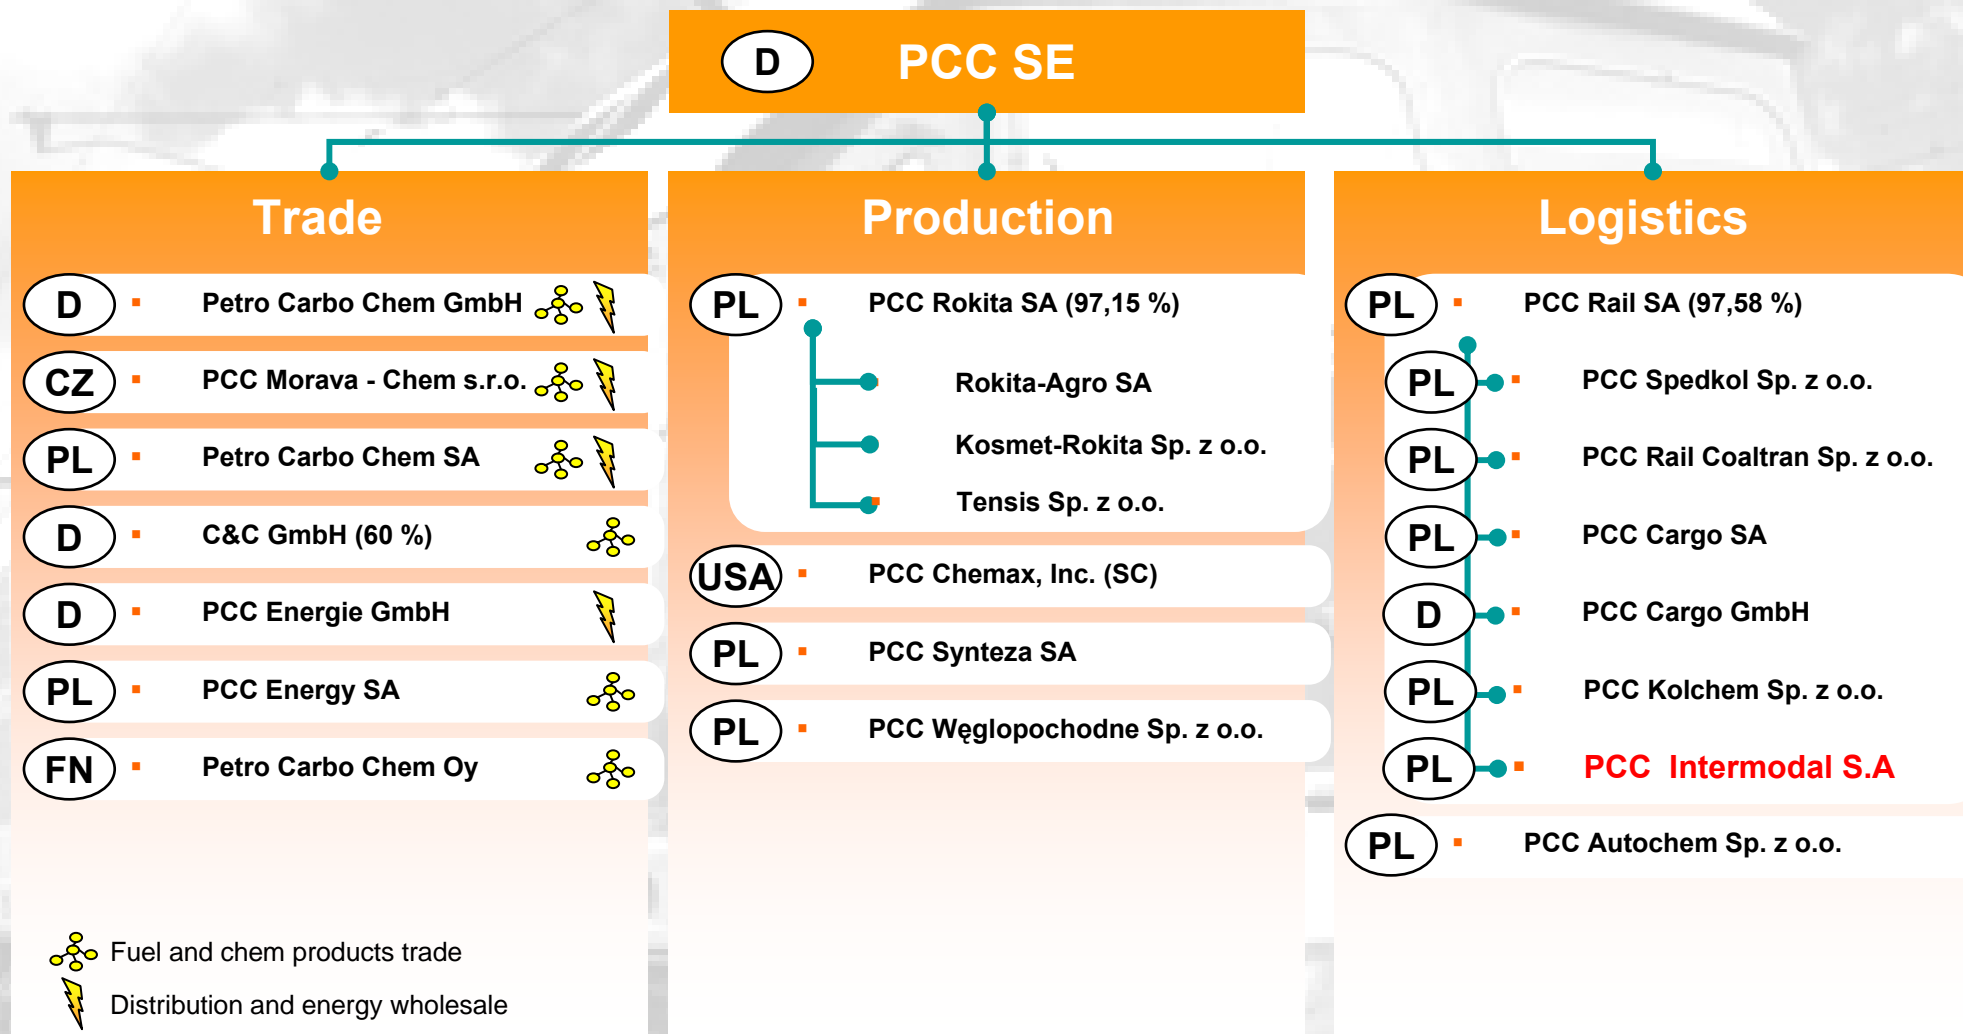 D PCC SE
Trade
D ▪ Petro Carbo Chem GmbH
CZ ▪ PCC Morava - Chem s.r.o.
PL ▪ Petro Carbo Chem SA
D ▪ C&C GmbH (60 %)
D ▪ PCC Energie GmbH
PL ▪ PCC Energy SA
FN ▪ Petro Carbo Chem Oy
Fuel and chem products trade
Distribution and energy wholesale
Production
PL ▪ PCC Rokita SA (97,15 %)
Rokita-Agro SA
Kosmet-Rokita Sp. z o.o.
Tensis Sp. z o.o.
USA ▪ PCC Chemax, Inc. (SC)
PL ▪ PCC Synteza SA
PL ▪ PCC Węglopochodne Sp. z o.o.
Logistics
PL ▪ PCC Rail SA (97,58 %)
PL ▪ PCC Spedkol Sp. z o.o.
PL ▪ PCC Rail Coaltran Sp. z o.o.
PL ▪ PCC Cargo SA
D ▪ PCC Cargo GmbH
PL ▪ PCC Kolchem Sp. z o.o.
PL ▪ PCC Intermodal S.A
PL ▪ PCC Autochem Sp. z o.o.